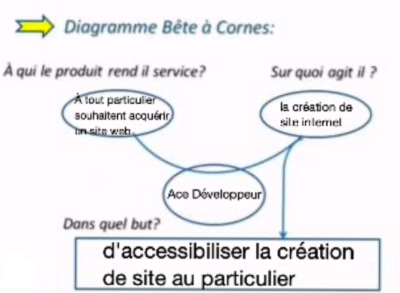 Diagramme Bête à Cornes:
À qui le produit rend il service?
Sur quoi agit il ?
À tout particulier
souhaitent acquérir
un site web
la création de
site internet
Ace Développeur
Dans quel but?
d'accessibiliser la création
de site au particulier